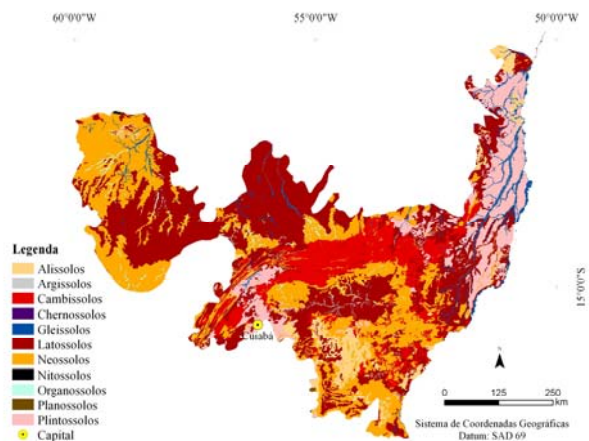 60°0'0"W
55°0'0"W
50°0'0"W
15°0'0"S
Cuiabá
Legenda
Alissolos
Argissolos
Cambissolos
Chernossolos
Gleissolos
Latossolos
Neossolos
Nitossolos
Organossolos
Planossolos
Plintossolos
Capital
N
0 125 250
km
Sistema de Coordenadas Geográficas
Datum: SAD 69